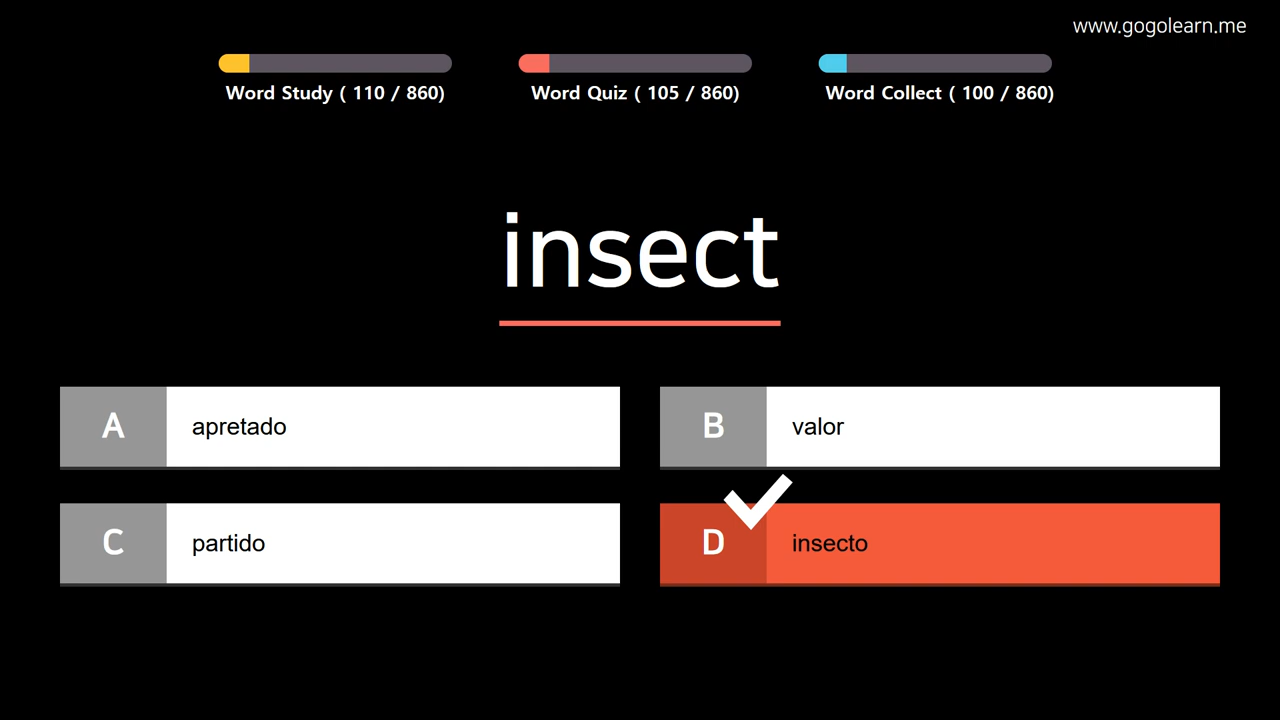 www.gogolearn.me
Word Study ( 110 / 860)
Word Quiz ( 105 / 860)
Word Collect ( 100 / 860)
insect
A apretado
B valor
C partido
D insecto